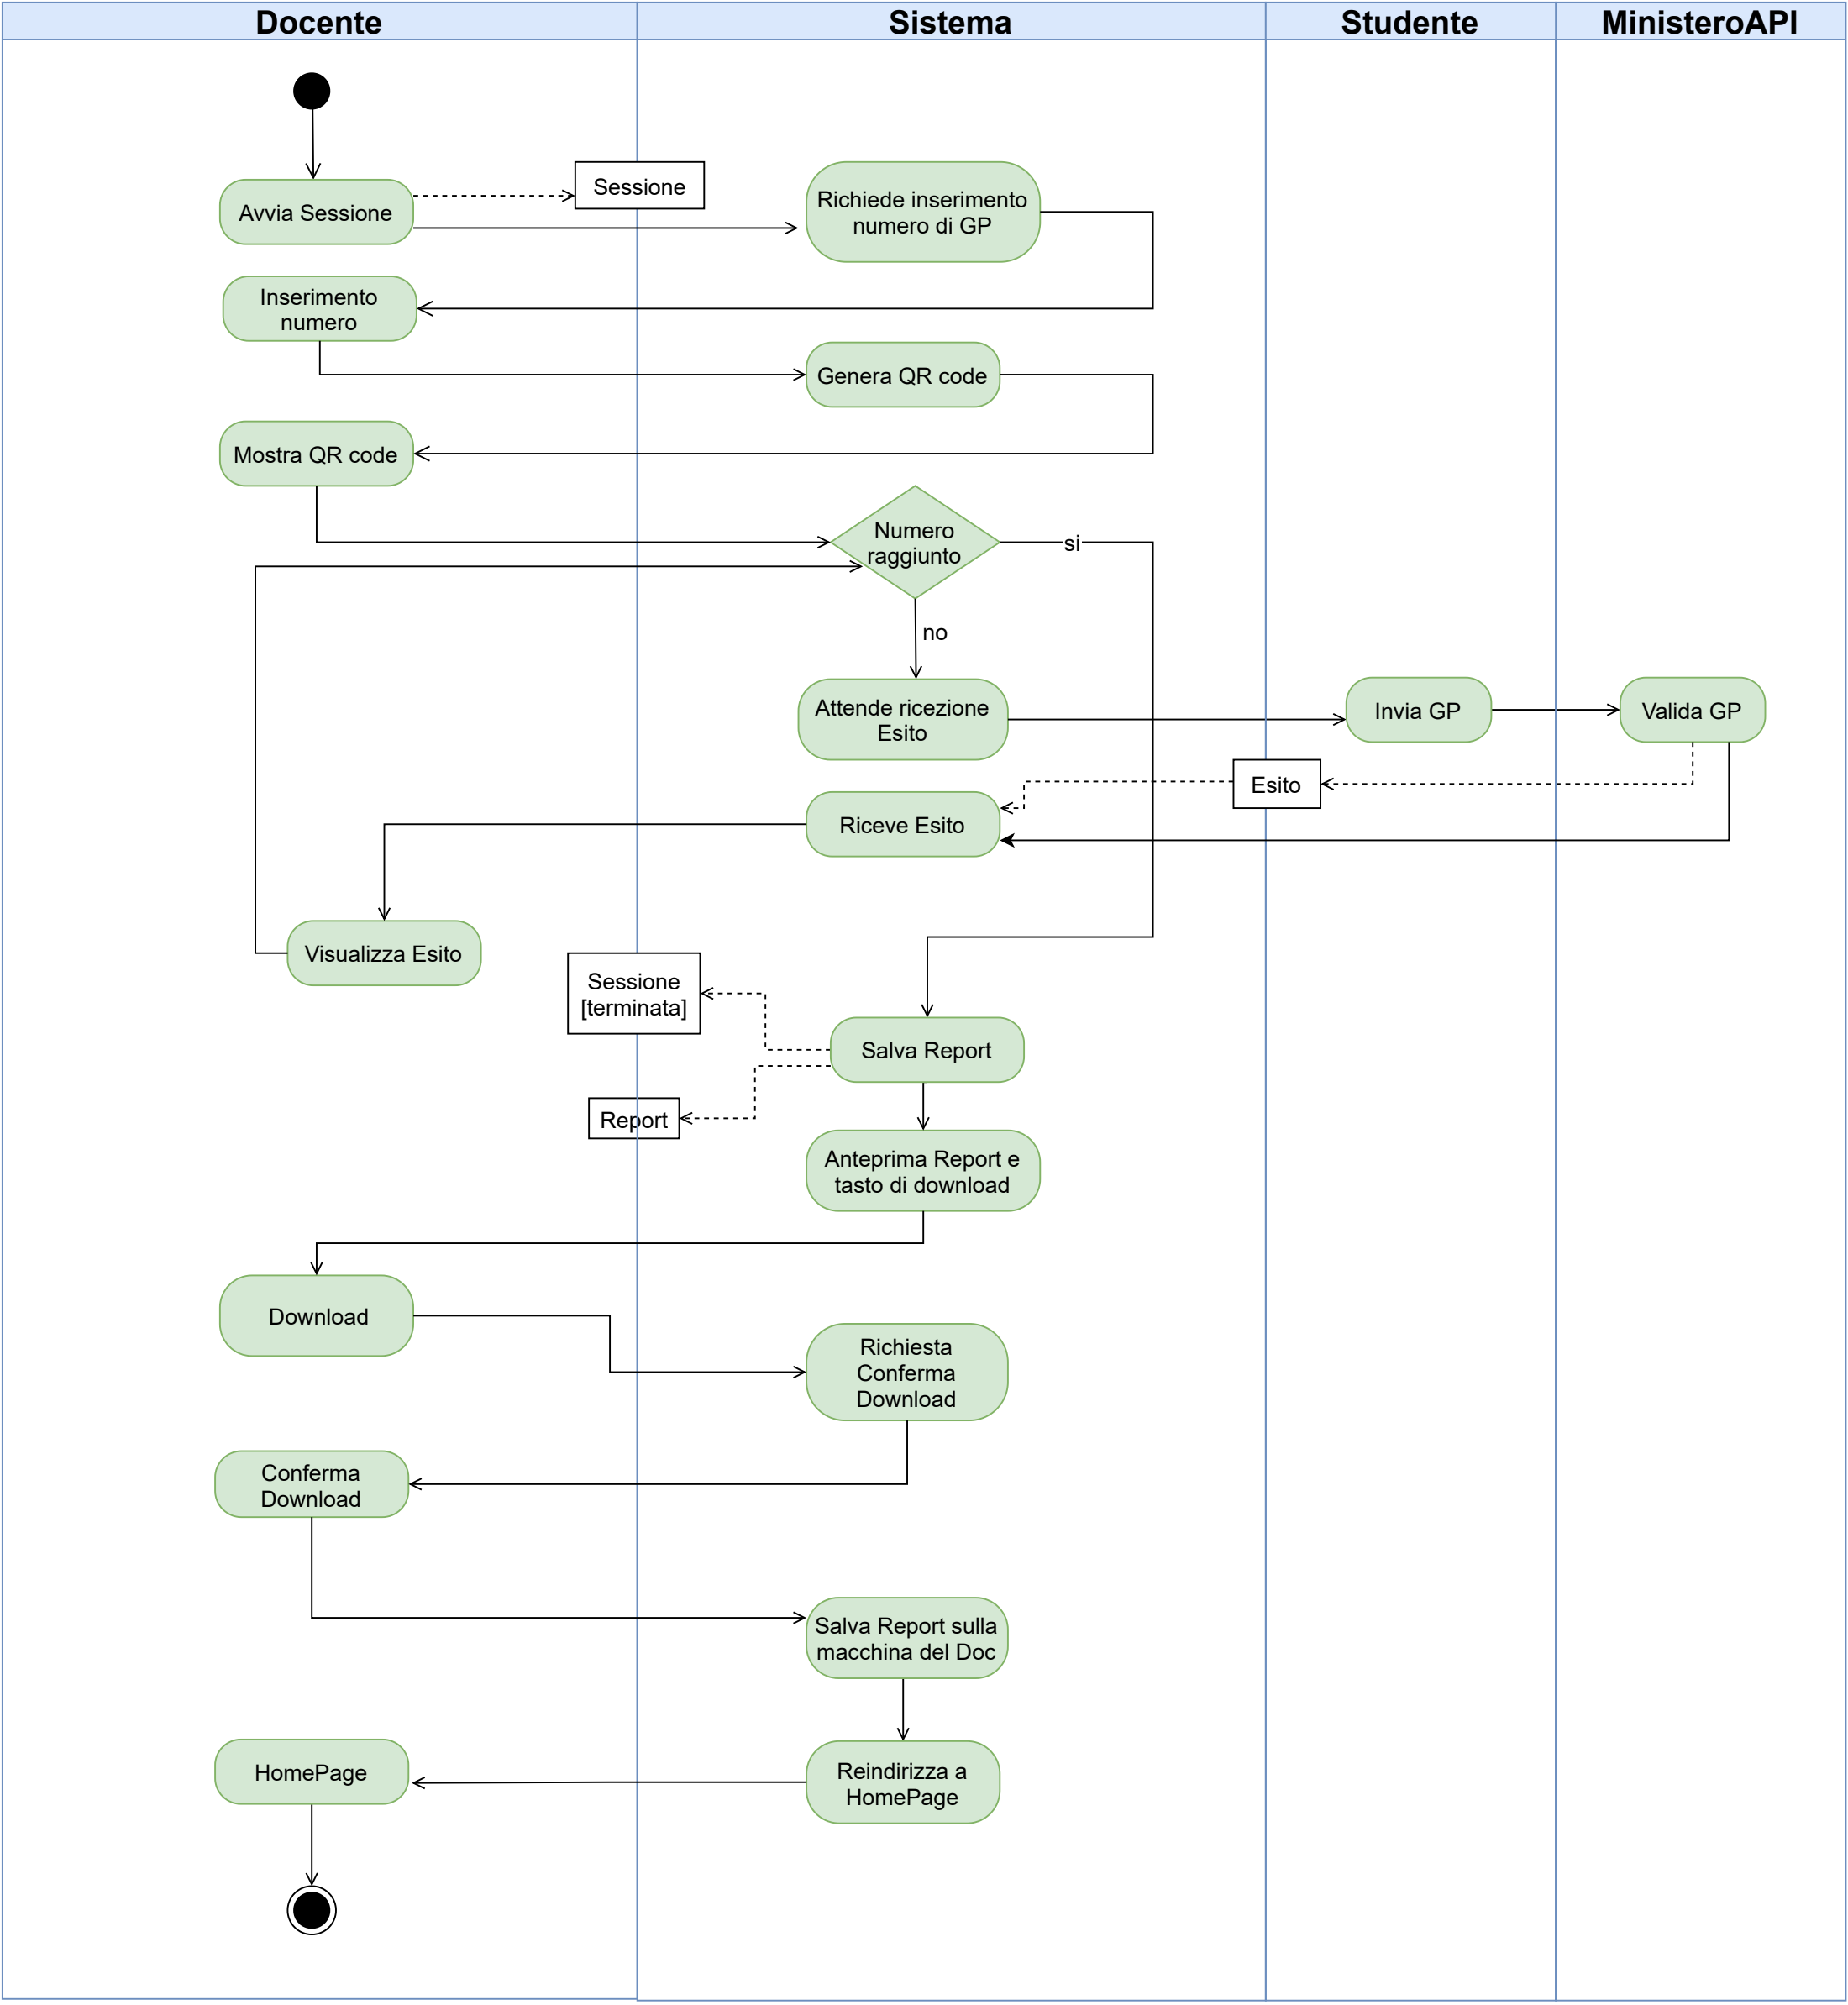 Docente
Sistema
Studente
MinisteroAPI
Avvia Sessione
Sessione
Richiede inserimento
numero di GP
Inserimento
numero
Genera QR code
Mostra QR code
Numero
raggiunto
si
no
Attende ricezione
Esito
Invia GP
Valida GP
Esito
Riceve Esito
Visualizza Esito
Sessione
[terminata]
Salva Report
Report
Anteprima Report e
tasto di download
Download
Richiesta
Conferma
Download
Conferma
Download
Salva Report sulla
macchina del Doc
HomePage
Reindirizza a
HomePage